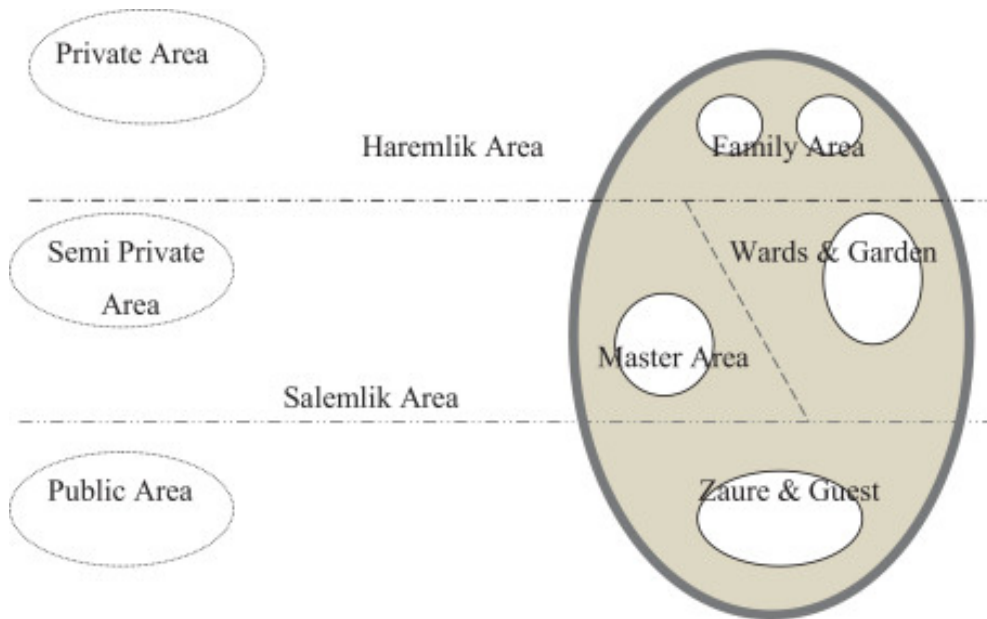 Private Area
Haremlik Area
Family Area
Semi Private
Area
Wards & Garden
Master Area
Salemlik Area
Public Area
Zaure & Guest